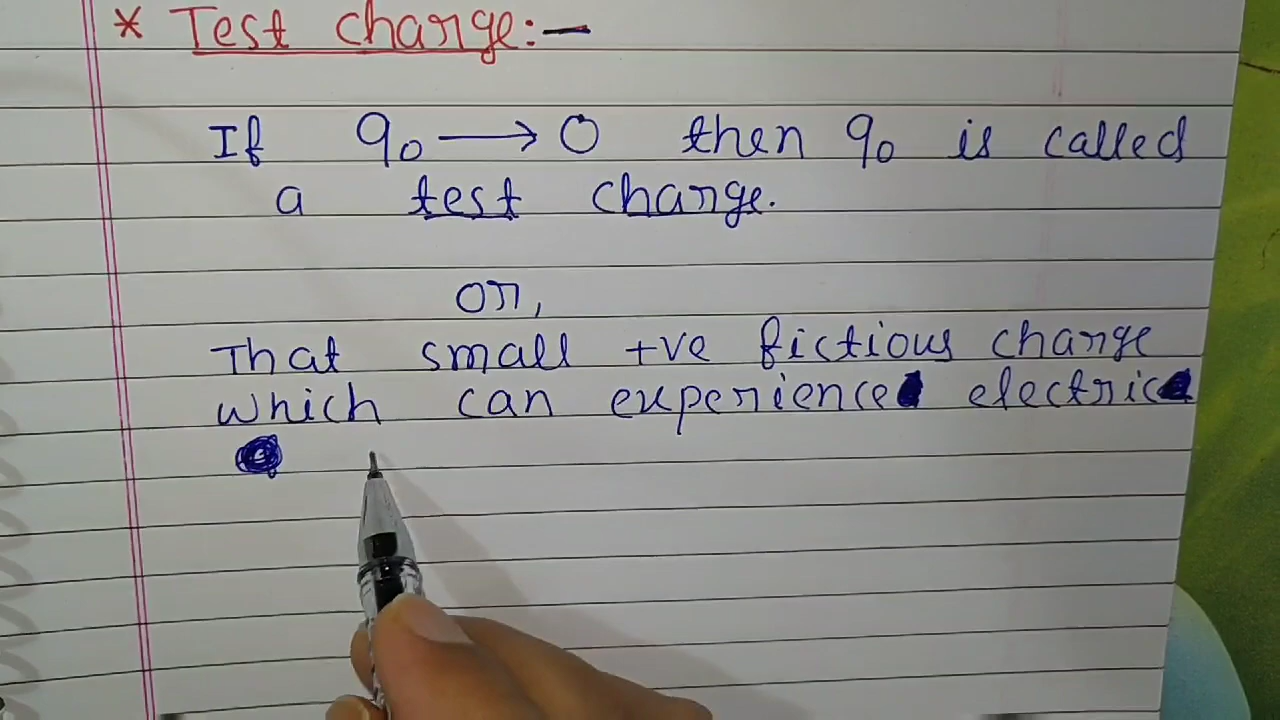 * Test charge:-
If q₀ → 0 then q₀ is called
a test charge.
or,
That small +ve fictious charge
which can experience electric